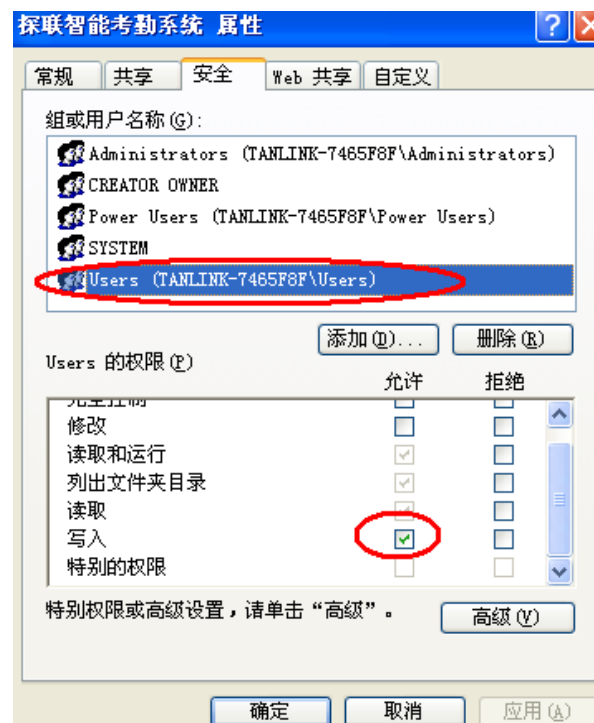 探联智能考勤系统 属性
常规 共享 安全 Web 共享 自定义
组或用户名称(G):
Administrators (TANLINK-7465F8F\Administrators)
CREATOR OWNER
Power Users (TANLINK-7465F8F\Power Users)
SYSTEM
Users (TANLINK-7465F8F\Users)
添加(D)... 删除(R)
Users 的权限(P) 允许 拒绝
完全控制
修改
读取和运行
列出文件夹目录
读取
写入
特别的权限
特别权限或高级设置，请单击“高级”。 高级(V)
确定 取消 应用(A)